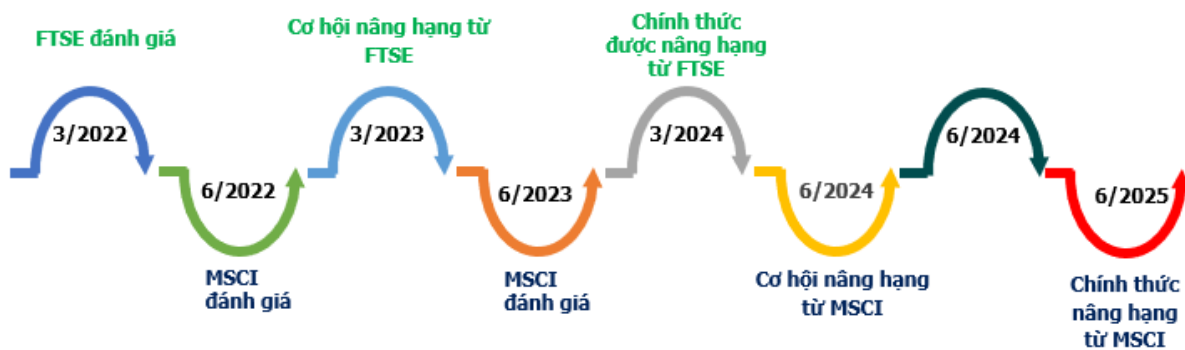 FTSE đánh giá
3/2022
6/2022
MSCI
đánh giá
Cơ hội nâng hạng từ
FTSE
3/2023
6/2023
MSCI
đánh giá
Chính thức
được nâng hạng
từ FTSE
3/2024
6/2024
Cơ hội nâng hạng
từ MSCI
6/2024
6/2025
Chính thức
nâng hạng
từ MSCI